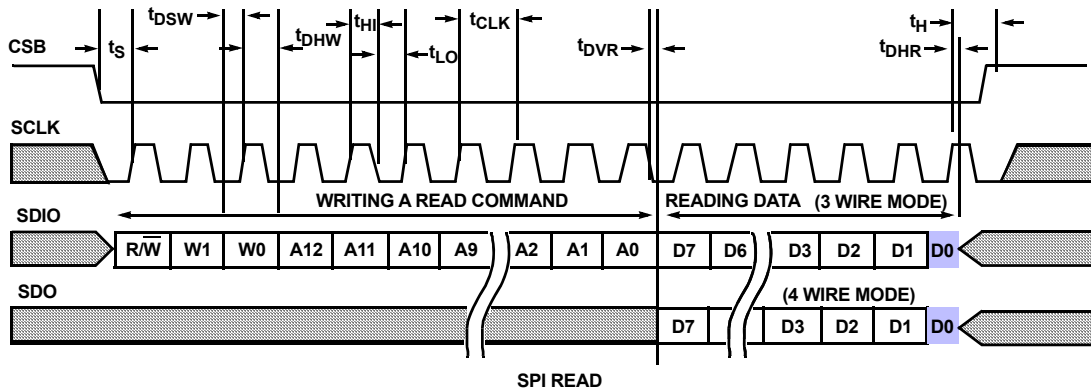 tDSW tHI tCLK tH
CSB tS tDHW tLO tDVR tDHR
SCLK
WRITING A READ COMMAND READING DATA (3 WIRE MODE)
SDIO
R/W̅ W1 W0 A12 A11 A10 A9 A2 A1 A0 D7 D6 D3 D2 D1 D0
SDO (4 WIRE MODE)
D7 D3 D2 D1 D0
SPI READ